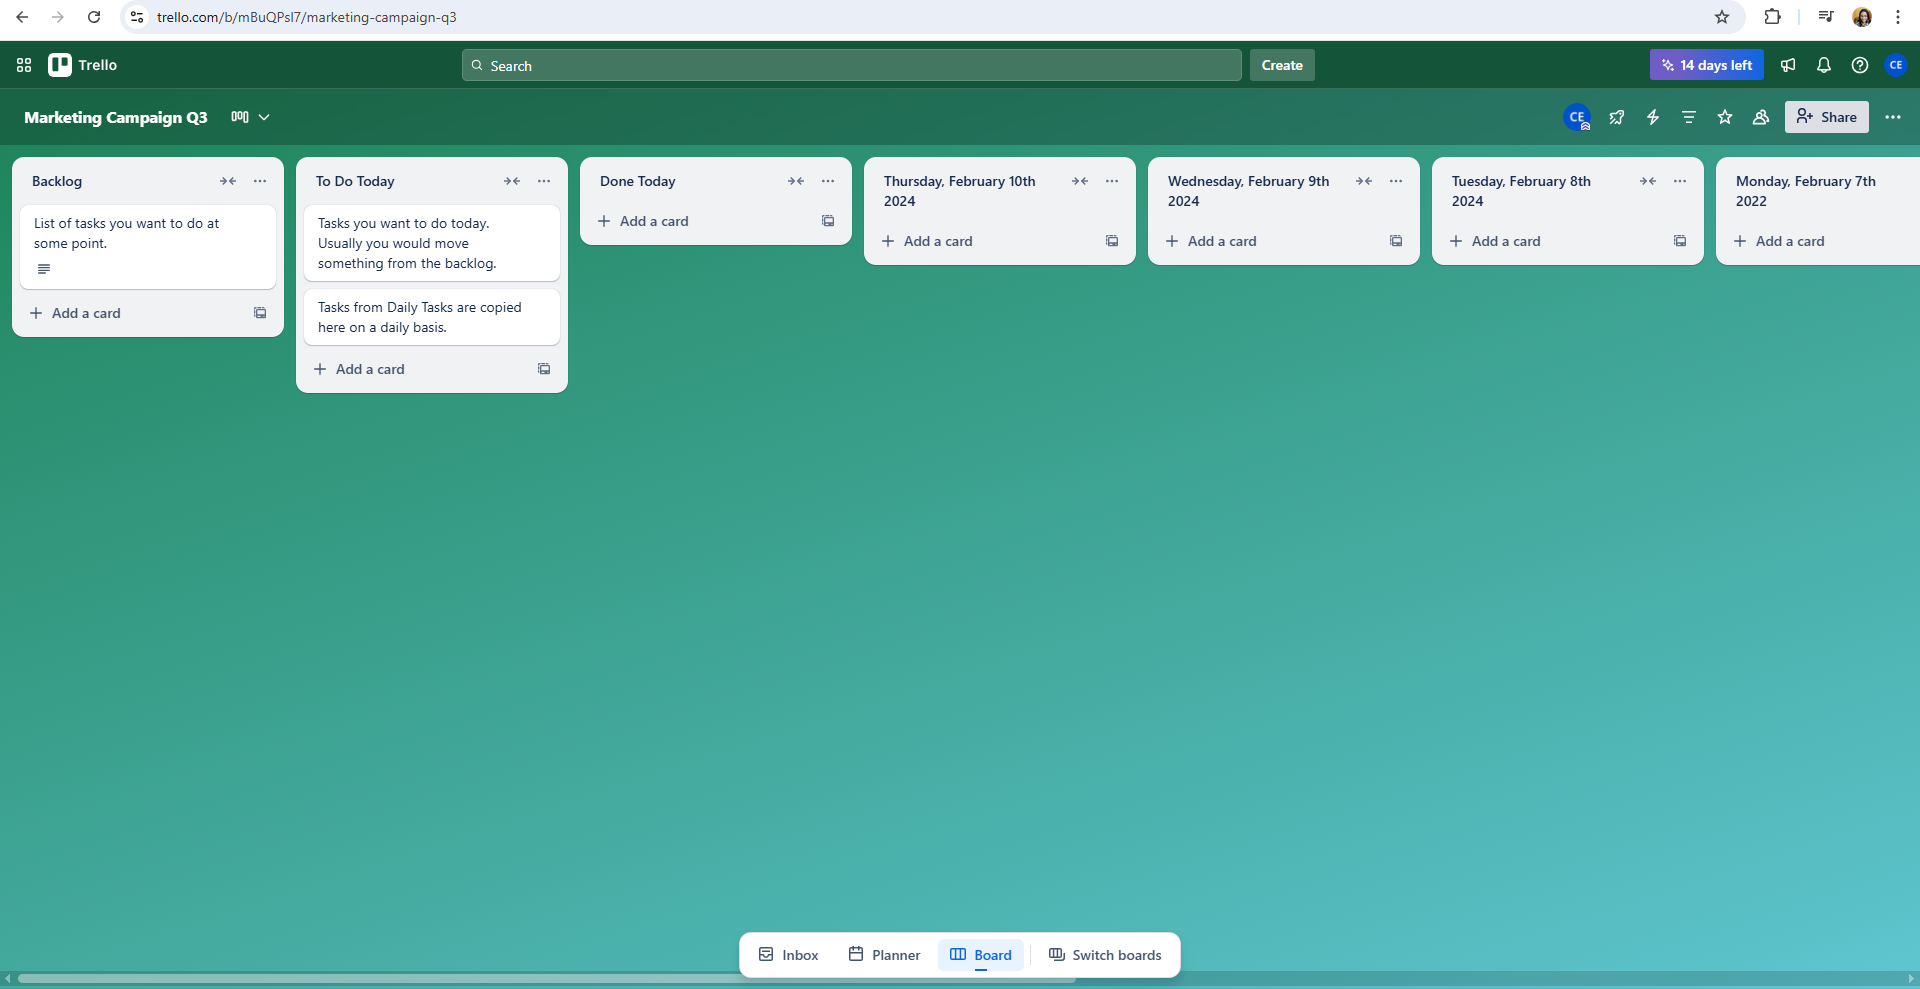 trello.com/b/mBuQPsI7/marketing-campaign-q3
Trello
Search
Create
14 days left
CE
Marketing Campaign Q3
CE
Share
Backlog
List of tasks you want to do at
some point.
Add a card
To Do Today
Tasks you want to do today.
Usually you would move
something from the backlog.
Tasks from Daily Tasks are copied
here on a daily basis.
Add a card
Done Today
Add a card
Thursday, February 10th
2024
Add a card
Wednesday, February 9th
2024
Add a card
Tuesday, February 8th
2024
Add a card
Monday, February 7th
2022
Add a card
Inbox
Planner
Board
Switch boards